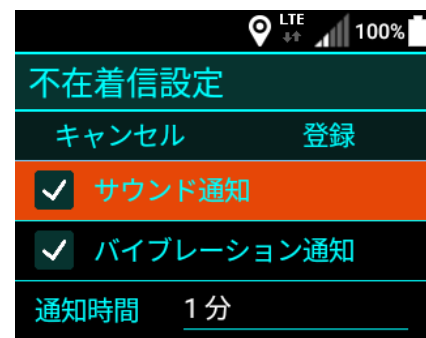 LTE 100%
不在着信設定
キャンセル 登録
サウンド通知
バイブレーション通知
通知時間 1分